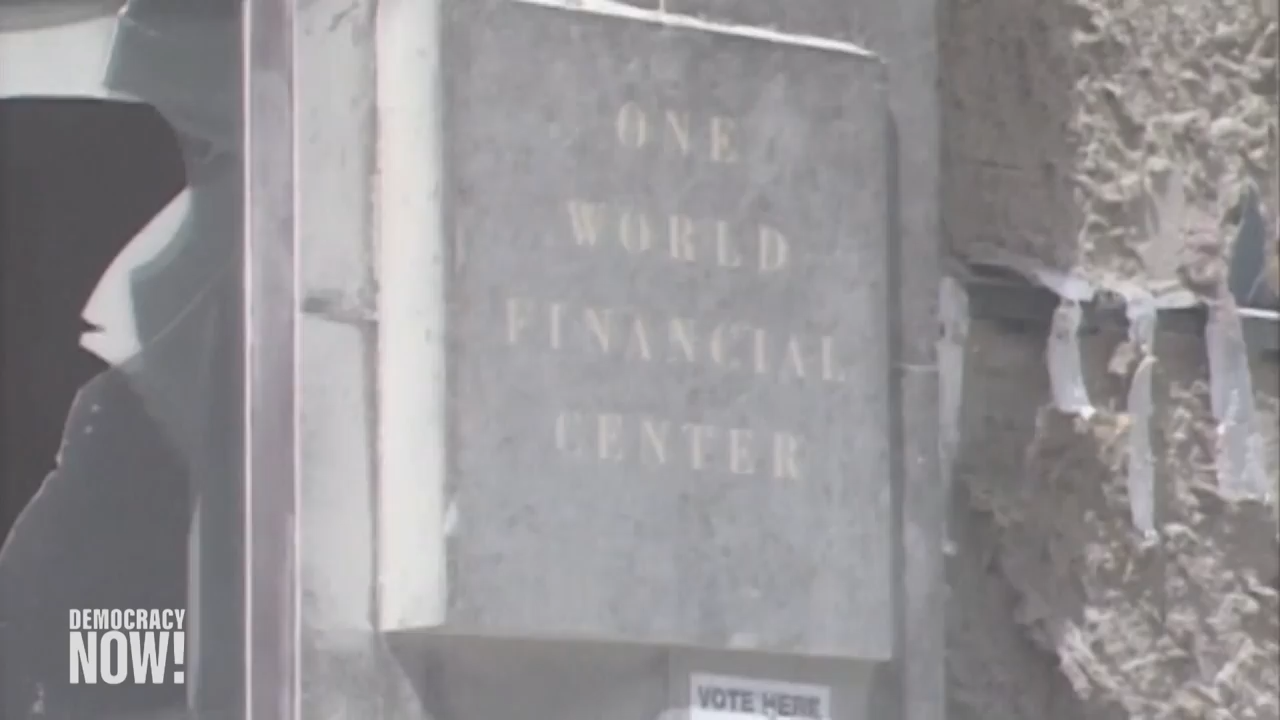 ONE
WORLD
FINANCIAL
CENTER
VOTE HERE
DEMOCRACY
NOW!